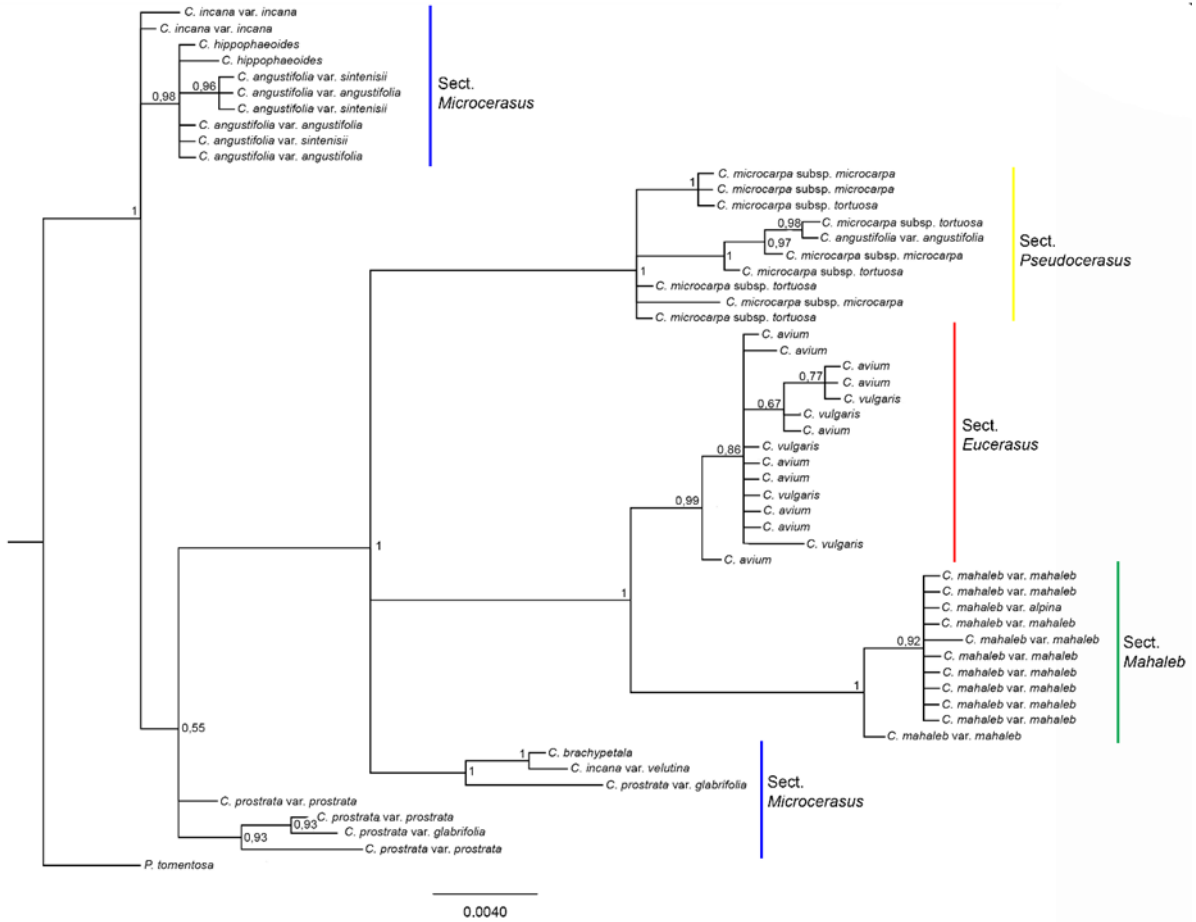 C. incana var. incana
C. incana var. incana
C. hippophaeoides
C. hippophaeoides
0,96
C. angustifolia var. sintenisii
0,98
C. angustifolia var. angustifolia
C. angustifolia var. sintenisii
C. angustifolia var. angustifolia
C. angustifolia var. sintenisii
C. angustifolia var. angustifolia
Sect.
Microcerasus
1
C. microcarpa subsp. microcarpa
1
C. microcarpa subsp. microcarpa
C. microcarpa subsp. tortuosa
0,98
C. microcarpa subsp. tortuosa
C. angustifolia var. angustifolia
0,97
C. microcarpa subsp. microcarpa
1
C. microcarpa subsp. tortuosa
1
C. microcarpa subsp. tortuosa
C. microcarpa subsp. microcarpa
C. microcarpa subsp. tortuosa
Sect.
Pseudocerasus
C. avium
C. avium
C. avium
0,77
C. avium
C. vulgaris
0,67
C. vulgaris
C. avium
0,86
C. vulgaris
C. avium
C. avium
C. vulgaris
0,99
C. avium
C. avium
C. vulgaris
C. avium
Sect.
Eucerasus
1
1
C. mahaleb var. mahaleb
C. mahaleb var. mahaleb
C. mahaleb var. alpina
C. mahaleb var. mahaleb
0,92
C. mahaleb var. mahaleb
C. mahaleb var. mahaleb
C. mahaleb var. mahaleb
C. mahaleb var. mahaleb
C. mahaleb var. mahaleb
C. mahaleb var. mahaleb
1
C. mahaleb var. mahaleb
Sect.
Mahaleb
0,55
1
C. brachypetala
1
C. incana var. velutina
C. prostrata var. glabrifolia
Sect.
Microcerasus
C. prostrata var. prostrata
C. prostrata var. prostrata
0,93
C. prostrata var. glabrifolia
0,93
C. prostrata var. prostrata
P. tomentosa
0.0040